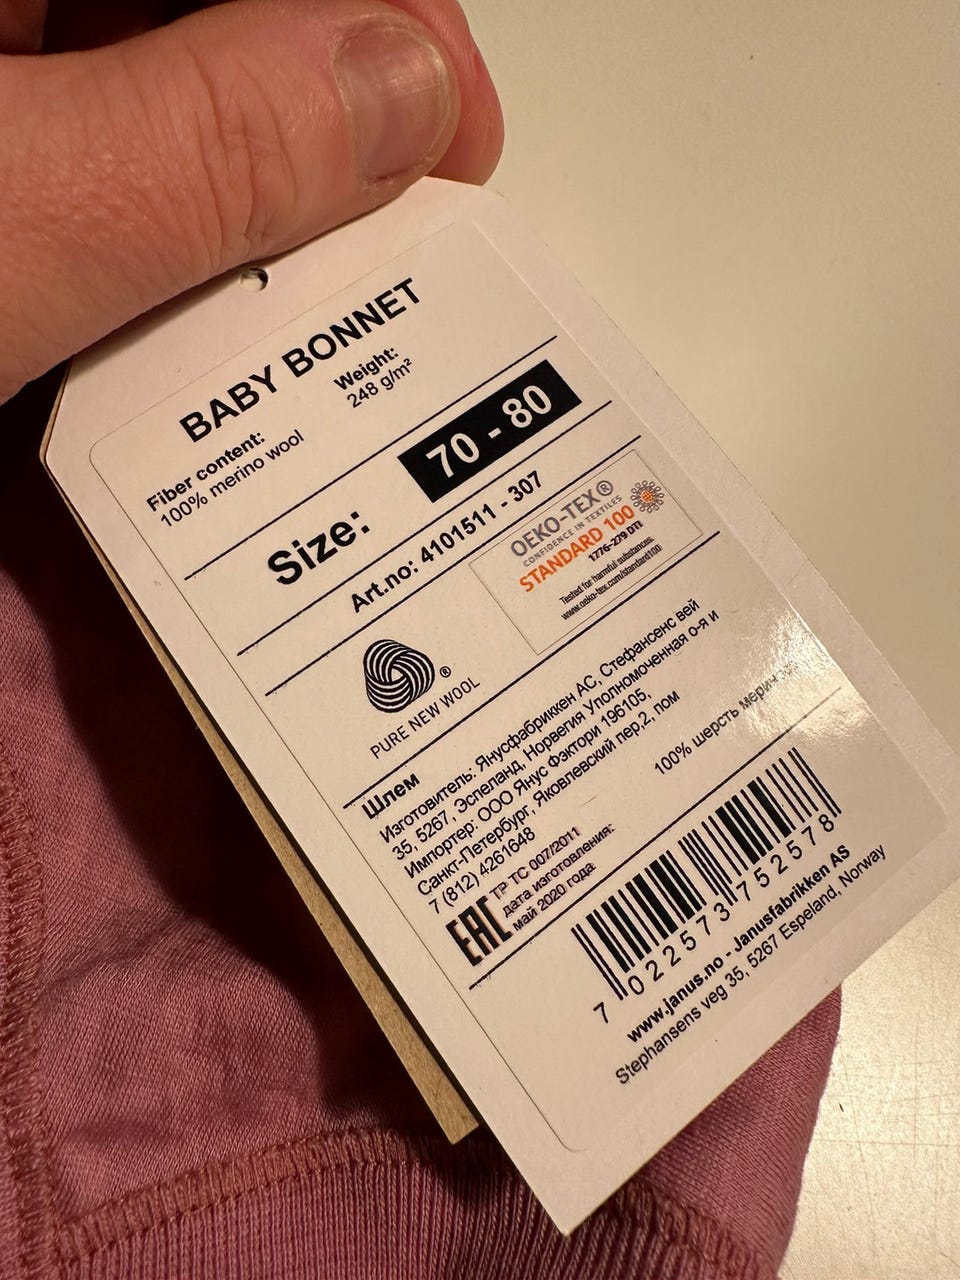 BABY BONNET
Fiber content:
100% merino wool
Weight:
248 g/m²
Size: 70 - 80
Art.no: 4101511 - 307
PURE NEW WOOL ®
OEKO-TEX®
CONFIDENCE IN TEXTILES
STANDARD 100
1776-279 DTI
Tested for harmful substances.
www.oeko-tex.com/standard100
Шлем
Изготовитель: Янусфабриккен АС, Стефансенс вей
35, 5267, Эспеланд, Норвегия Уполномоченная о-я и
Импортер: ООО Янус Фэктори 196105,
Санкт-Петербург, Яковлевский пер,2, пом
7 (812) 4261648
100% шерсть
EAC
ТР ТС 007/2011
дата изготовления:
май 2020 года
7 022573 752578
www.janus.no - Janusfabrikken AS
Stephansens veg 35, 5267 Espeland, Norway